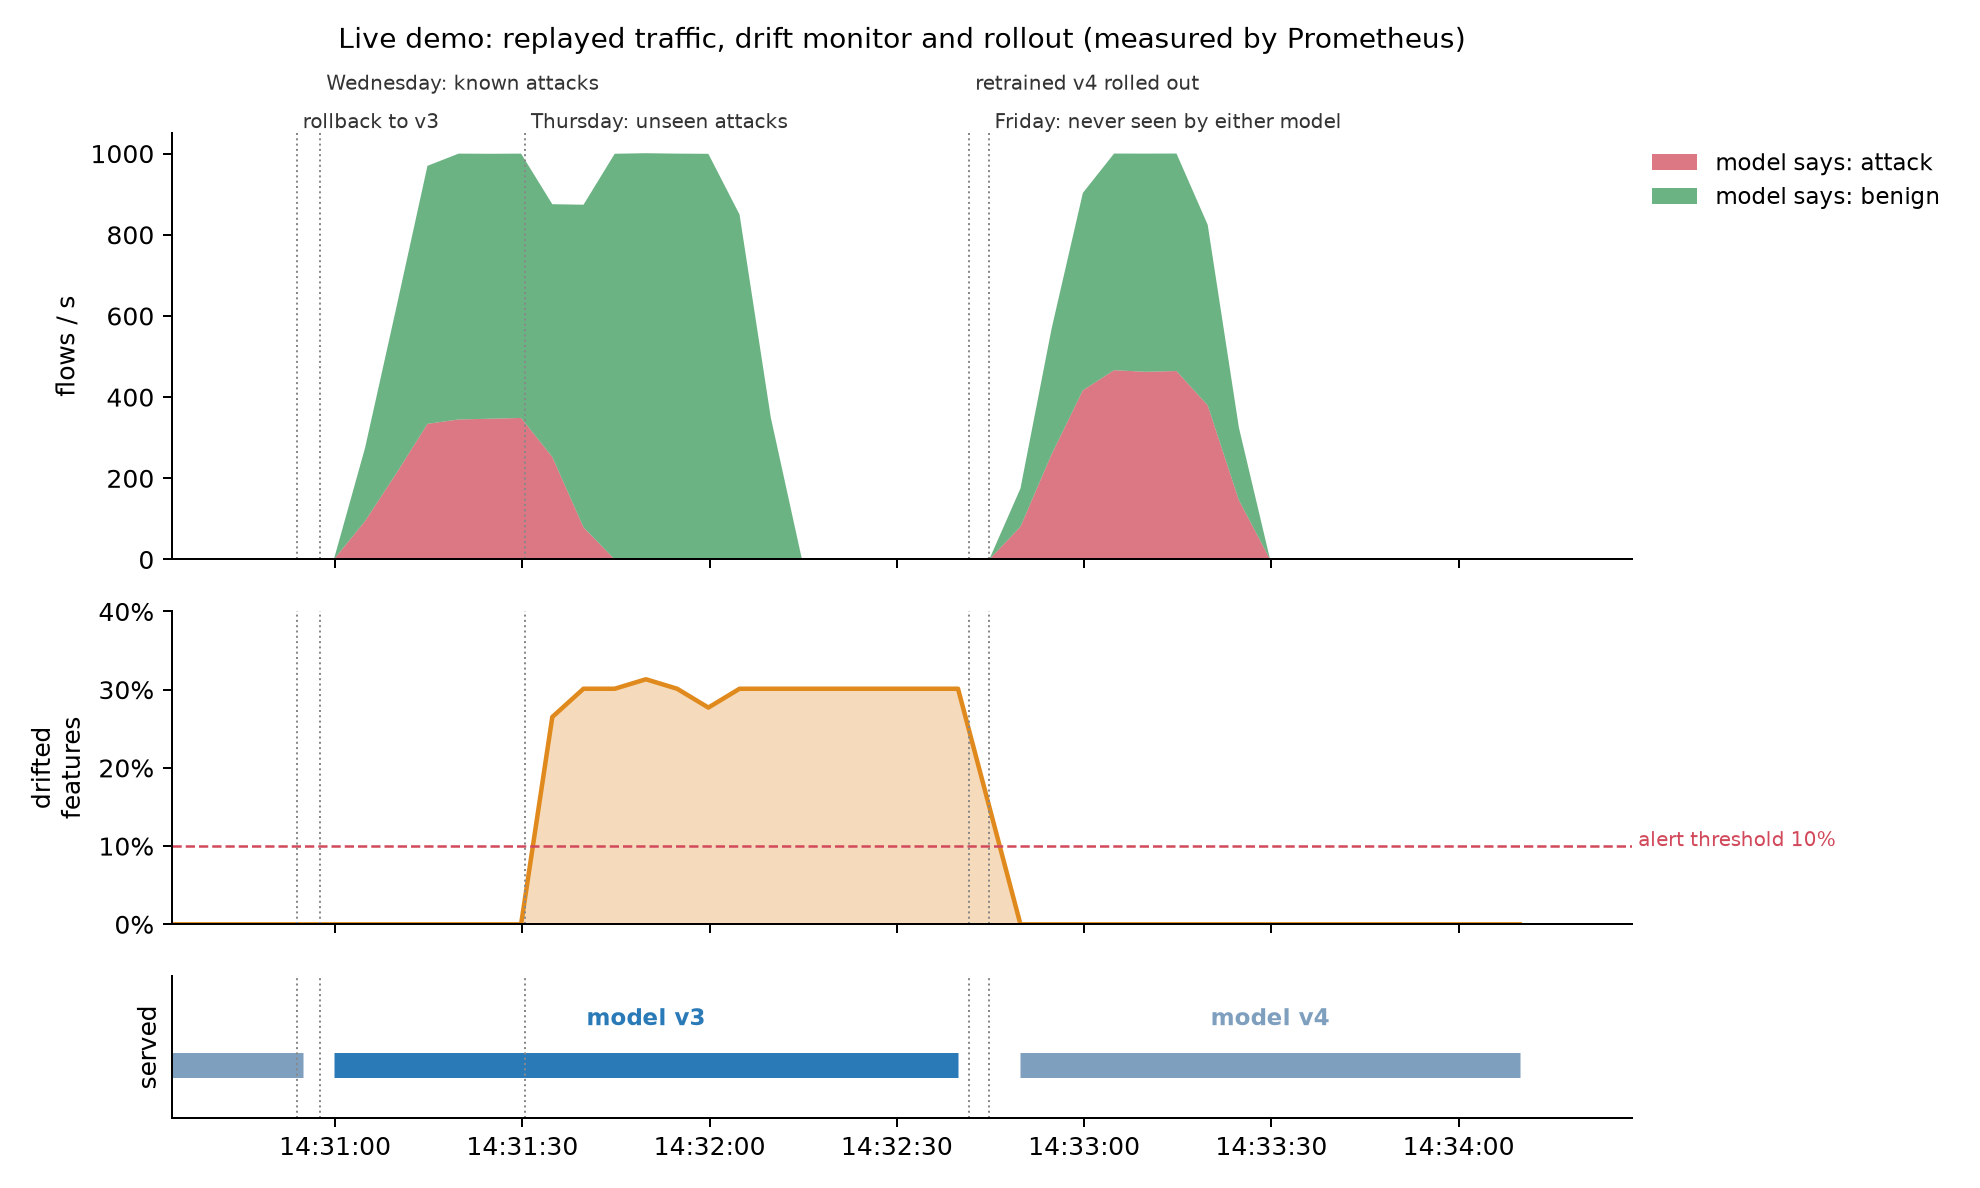 Live demo: replayed traffic, drift monitor and rollout (measured by Prometheus)
Wednesday: known attacks
retrained v4 rolled out
rollback to v3
Thursday: unseen attacks
Friday: never seen by either model
1000
800
600
400
200
0
flows / s
model says: attack
model says: benign
40%
30%
20%
10%
0%
drifted
features
alert threshold 10%
served
model v3
model v4
14:31:00
14:31:30
14:32:00
14:32:30
14:33:00
14:33:30
14:34:00